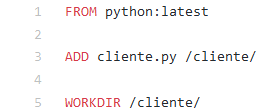 1 FROM python:latest
2
3 ADD cliente.py /cliente/
4
5 WORKDIR /cliente/